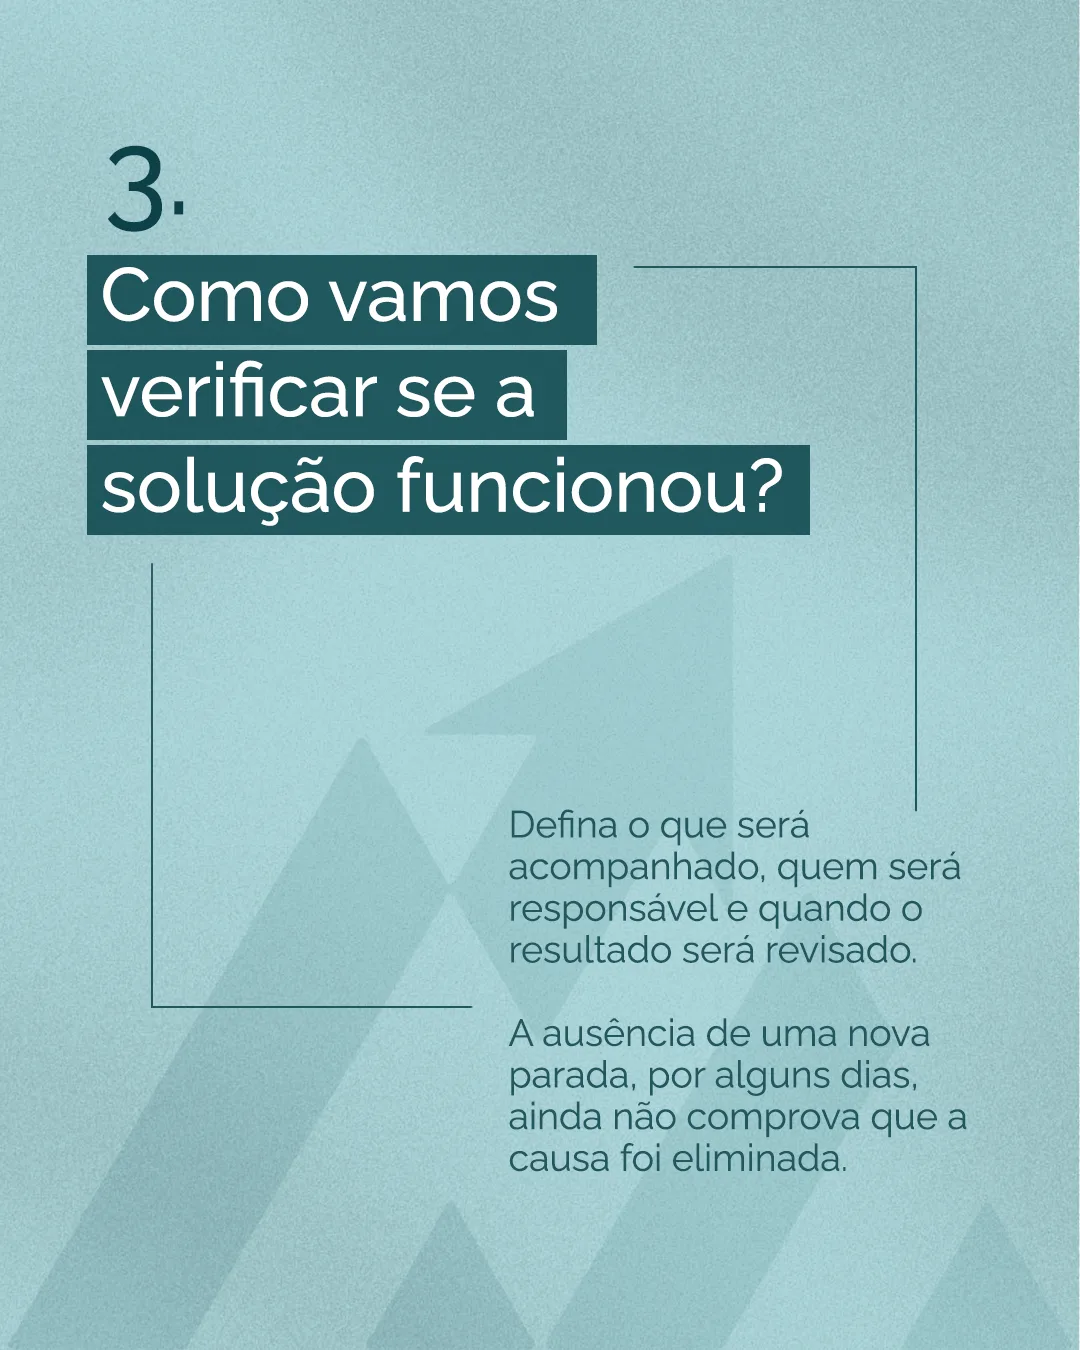 3.
Como vamos
verificar se a
solução funcionou?
Defina o que será
acompanhado, quem será
responsável e quando o
resultado será revisado.
A ausência de uma nova
parada, por alguns dias,
ainda não comprova que a
causa foi eliminada.